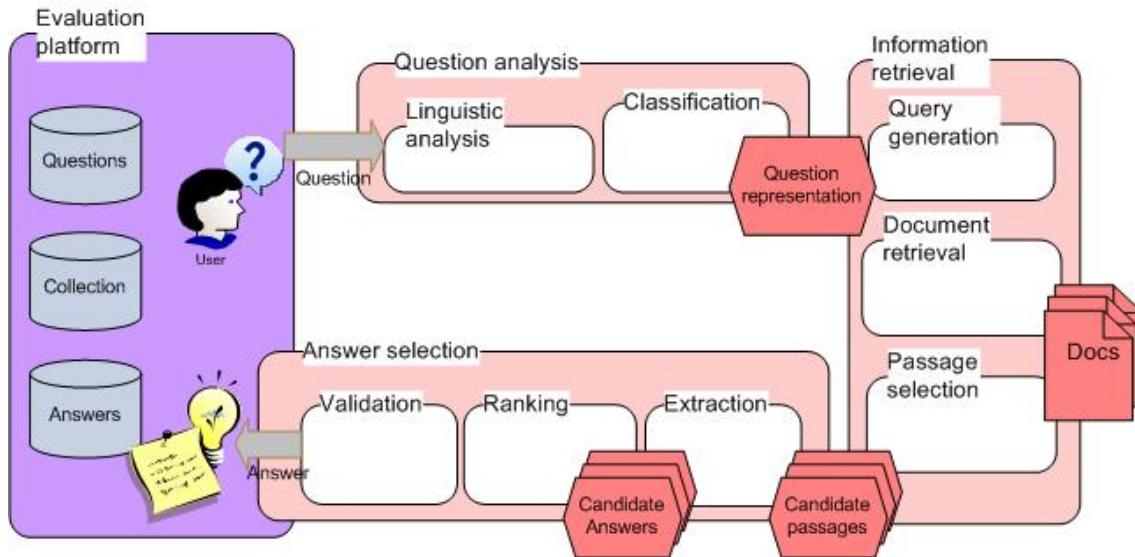 Evaluation
platform
Questions
Collection
Answers
User
Question
Question analysis
Linguistic
analysis
Classification
Question
representation
Information
retrieval
Query
generation
Document
retrieval
Docs
Passage
selection
Answer selection
Validation
Ranking
Extraction
Candidate
Answers
Candidate
passages
Answer